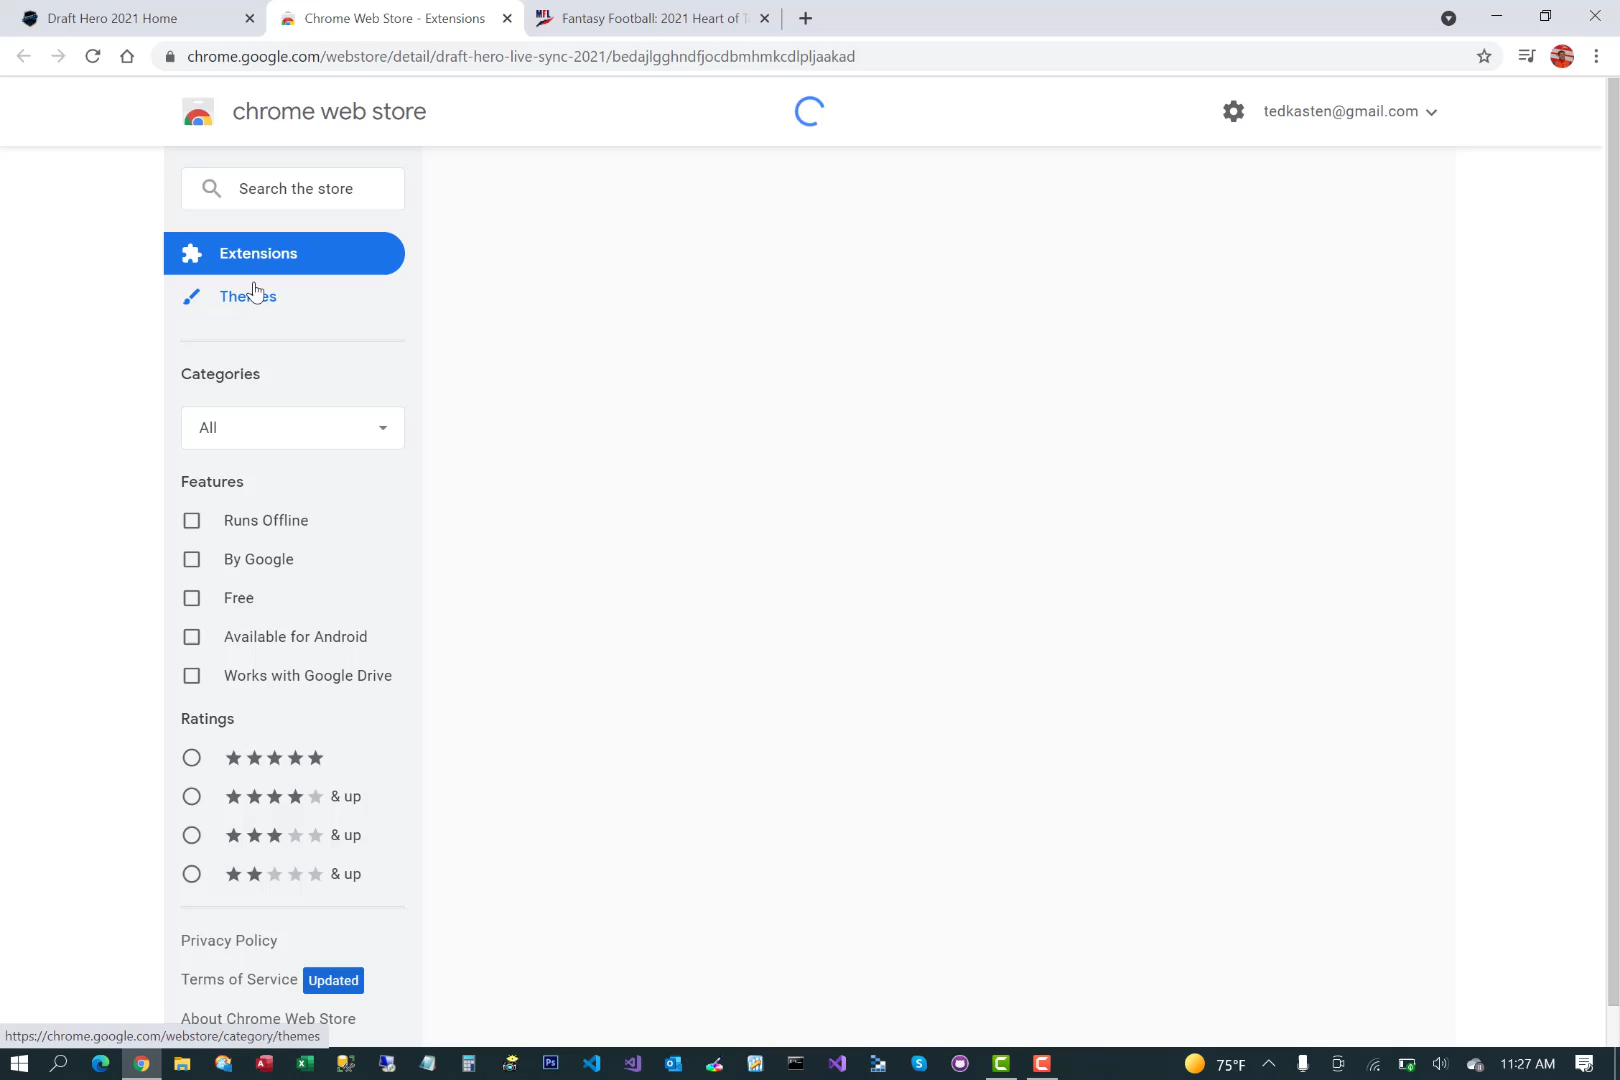 Draft Hero 2021 Home
Chrome Web Store - Extensions
MFL
Fantasy Football: 2021 Heart of T
chrome.google.com/webstore/detail/draft-hero-live-sync-2021/bedajlgghndfjocdbmhmkcdlpljaakad
chrome web store
tedkasten@gmail.com
Search the store
Extensions
Themes
Categories
All
Features
Runs Offline
By Google
Free
Available for Android
Works with Google Drive
Ratings
& up
& up
& up
Privacy Policy
Terms of Service Updated
About Chrome Web Store
https://chrome.google.com/webstore/category/themes
75°F
11:27 AM